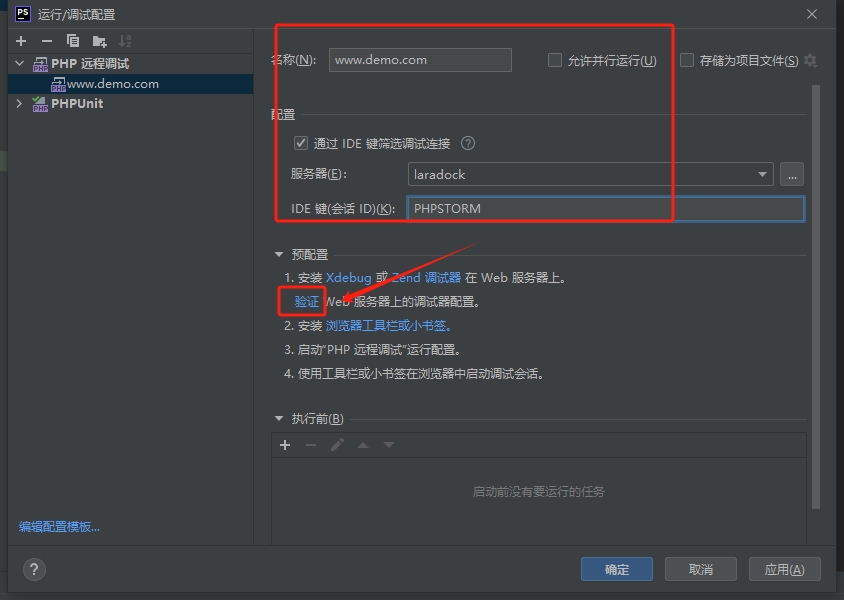 PS 运行/调试配置
PHP 远程调试
www.demo.com
PHPUnit
编辑配置模板...
名称(N): www.demo.com 允许并行运行(U) 存储为项目文件(S)
配置
通过 IDE 键筛选调试连接 ?
服务器(E): laradock ...
IDE 键(会话 ID)(K): PHPSTORM
预配置
1. 安装 Xdebug 或 Zend 调试器 在 Web 服务器上。
验证 Web 服务器上的调试器配置。
2. 安装 浏览器工具栏或小书签。
3. 启动“PHP 远程调试”运行配置。
4. 使用工具栏或小书签在浏览器中启动调试会话。
执行前(B)
启动前没有要运行的任务
? 确定 取消 应用(A)